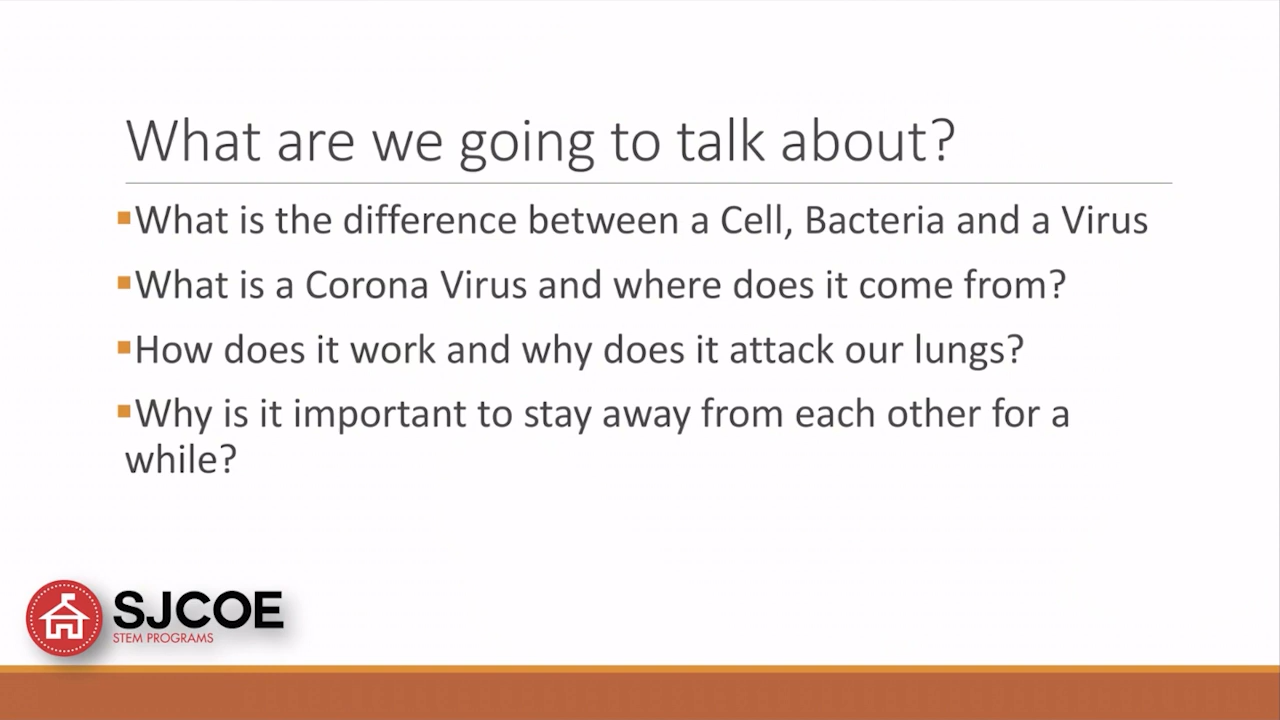 What are we going to talk about?
▪What is the difference between a Cell, Bacteria and a Virus
▪What is a Corona Virus and where does it come from?
▪How does it work and why does it attack our lungs?
▪Why is it important to stay away from each other for a
while?
SJCOE
STEM PROGRAMS